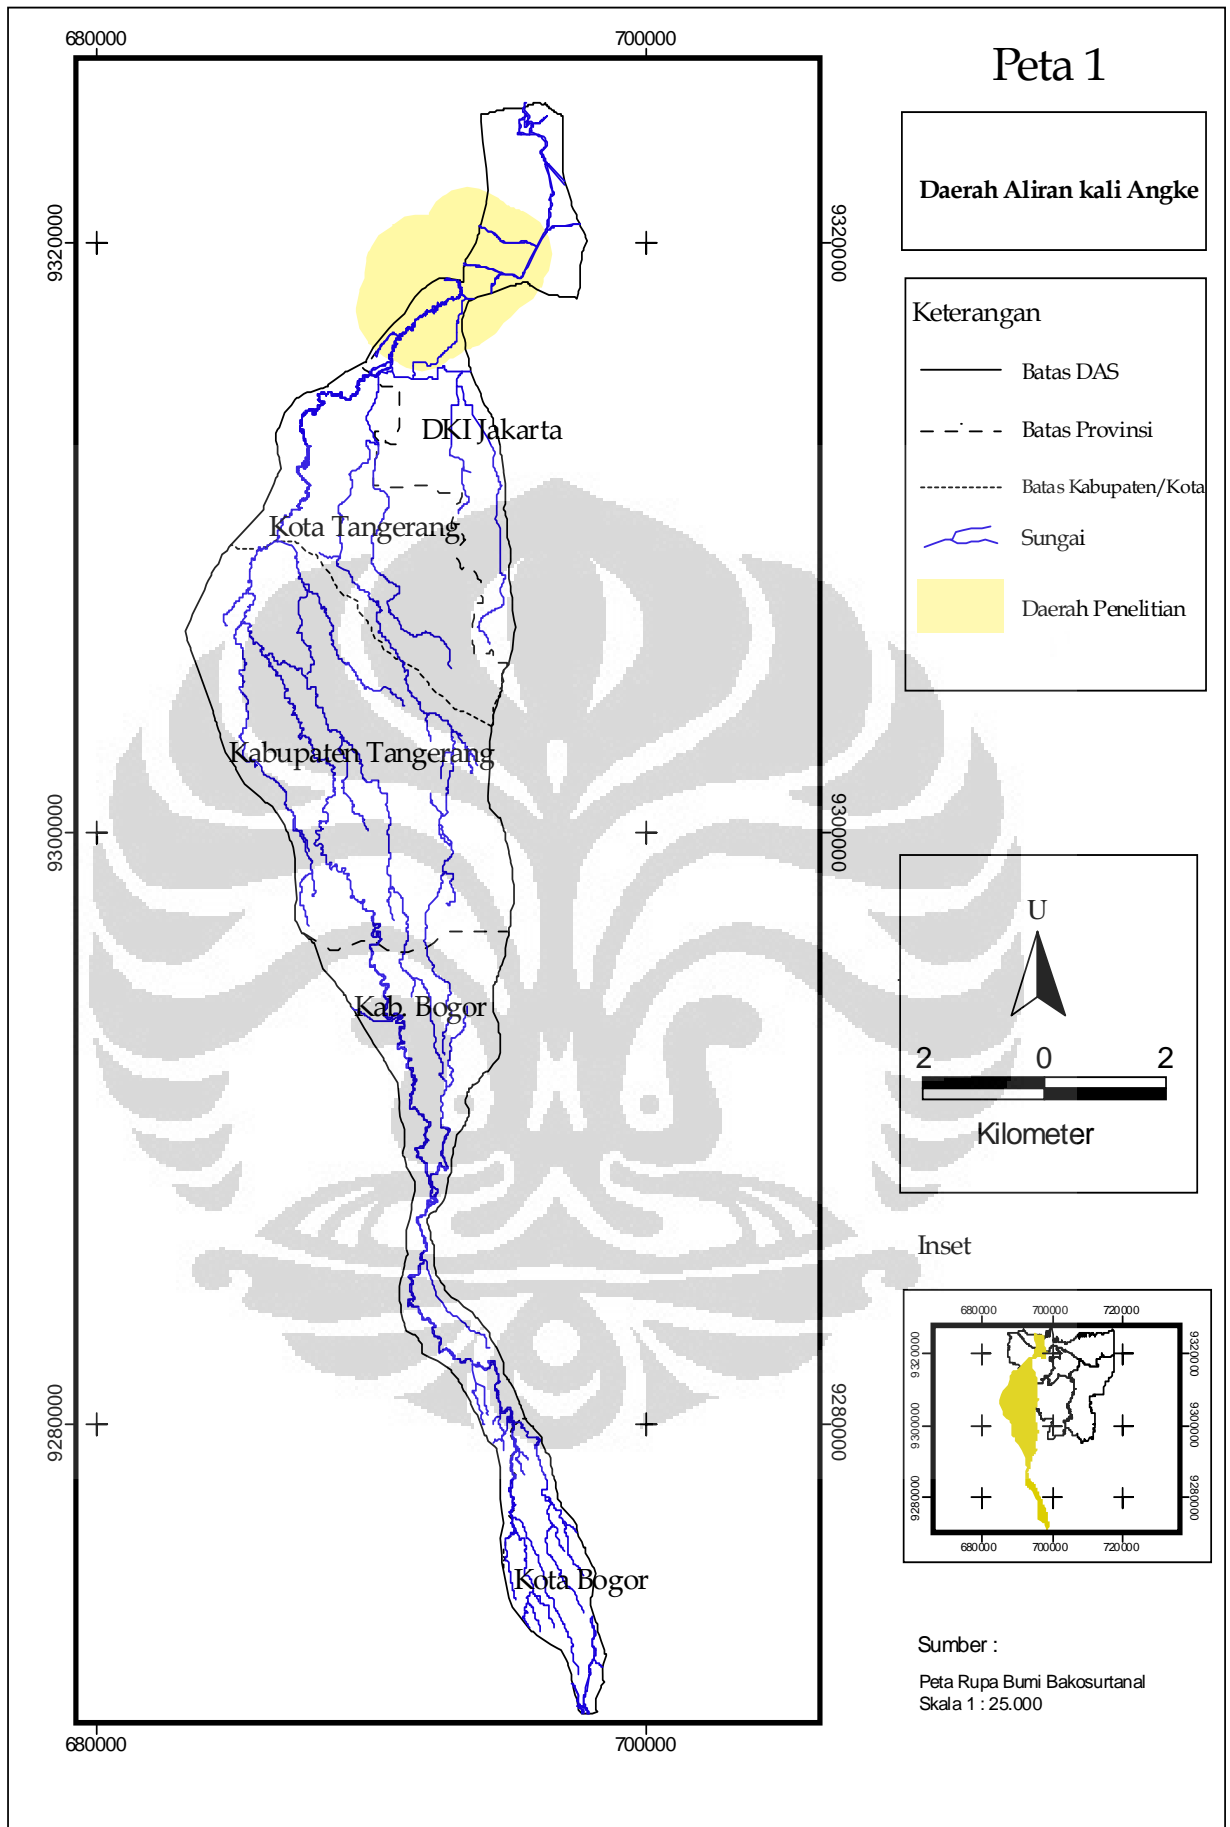 680000
700000
Peta 1
Daerah Aliran kali Angke
9320000
9320000
Keterangan
Batas DAS
Batas Provinsi
Batas Kabupaten/Kota
Sungai
Daerah Penelitian
DKI Jakarta
Kota Tangerang
Kabupaten Tangerang
9300000
9300000
U
Kab. Bogor
2 0 2
Kilometer
Inset
680000 700000 720000
9320000
9320000
9300000
9300000
9280000
9280000
680000 700000 720000
9280000
9280000
Kota Bogor
Sumber :
Peta Rupa Bumi Bakosurtanal
Skala 1 : 25.000
680000
700000